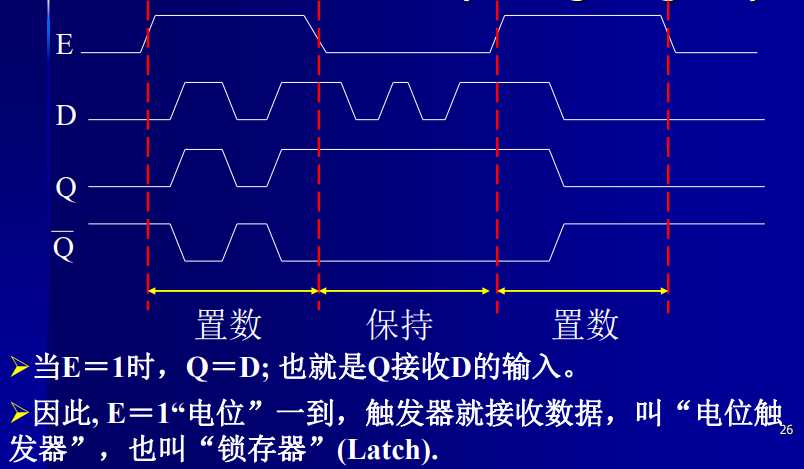 E
D
Q
Q̅
置数 保持 置数
➢当E＝1时，Q＝D; 也就是Q接收D的输入。
➢因此, E＝1“电位”一到，触发器就接收数据，叫“电位触
发器”，也叫“锁存器”(Latch).
26